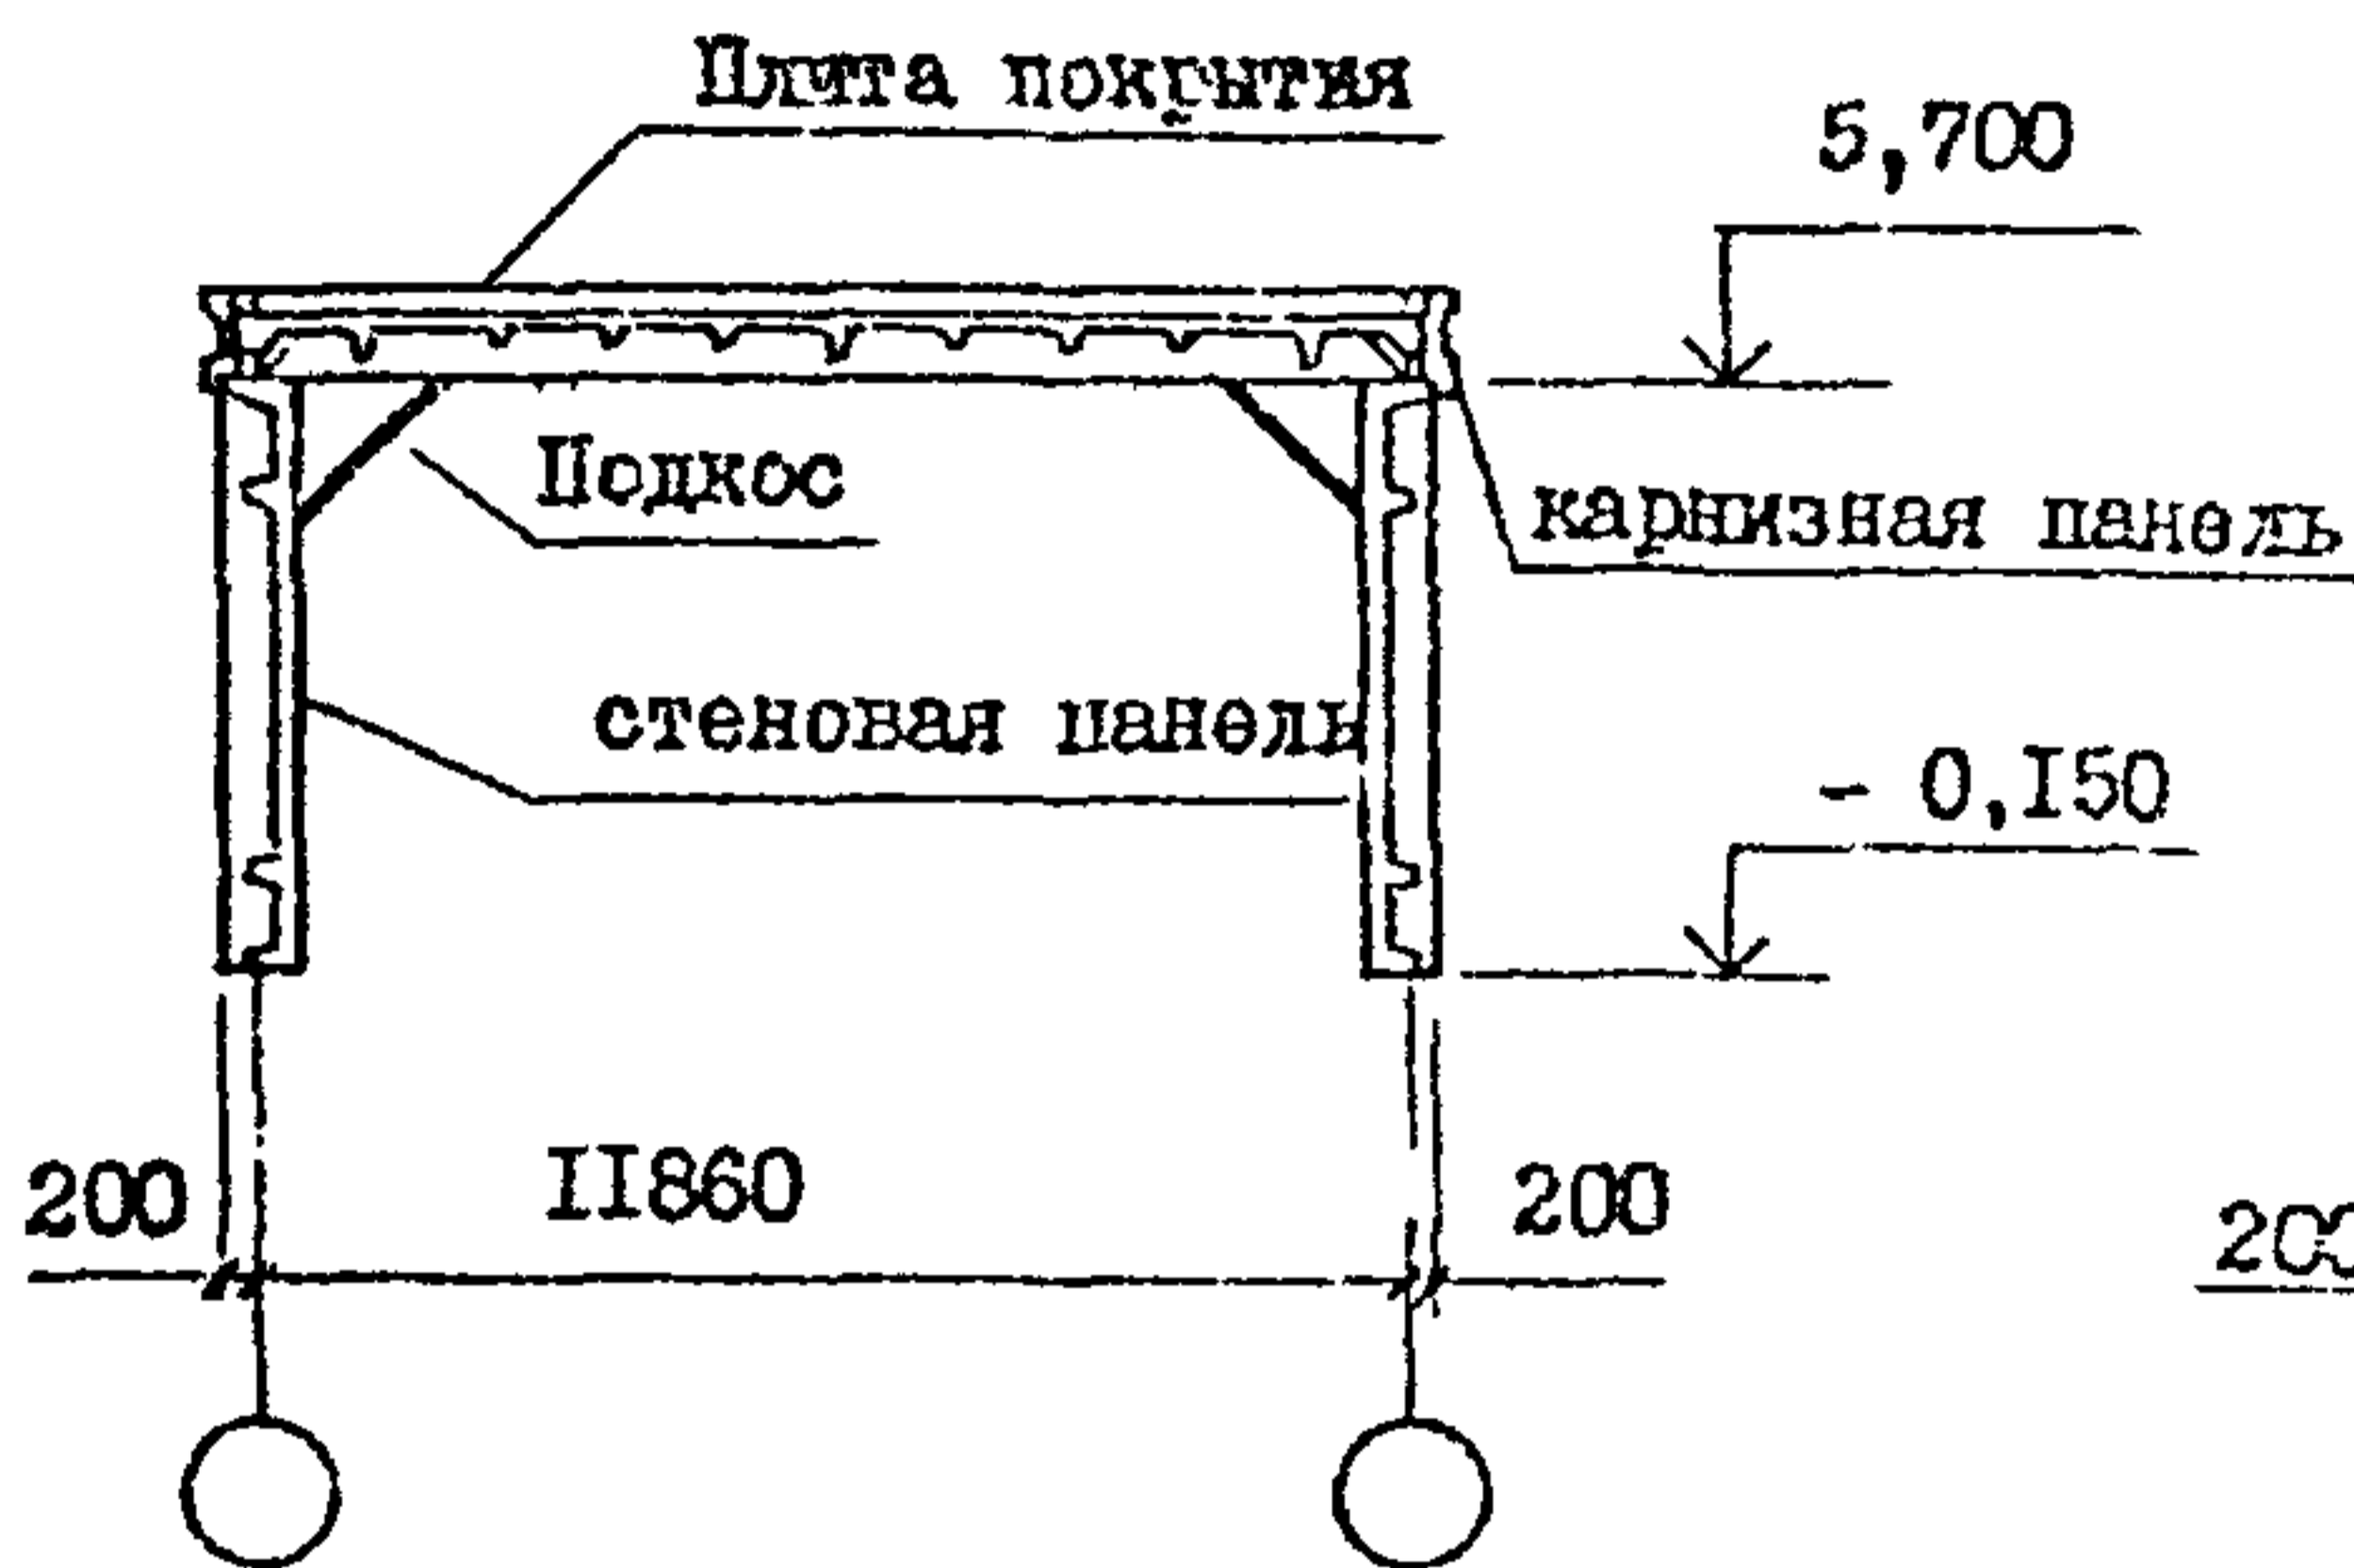 Плита покрытия
5,700
Подкос
карнизная панель
стеновая панель
- 0,150
200
11860
200